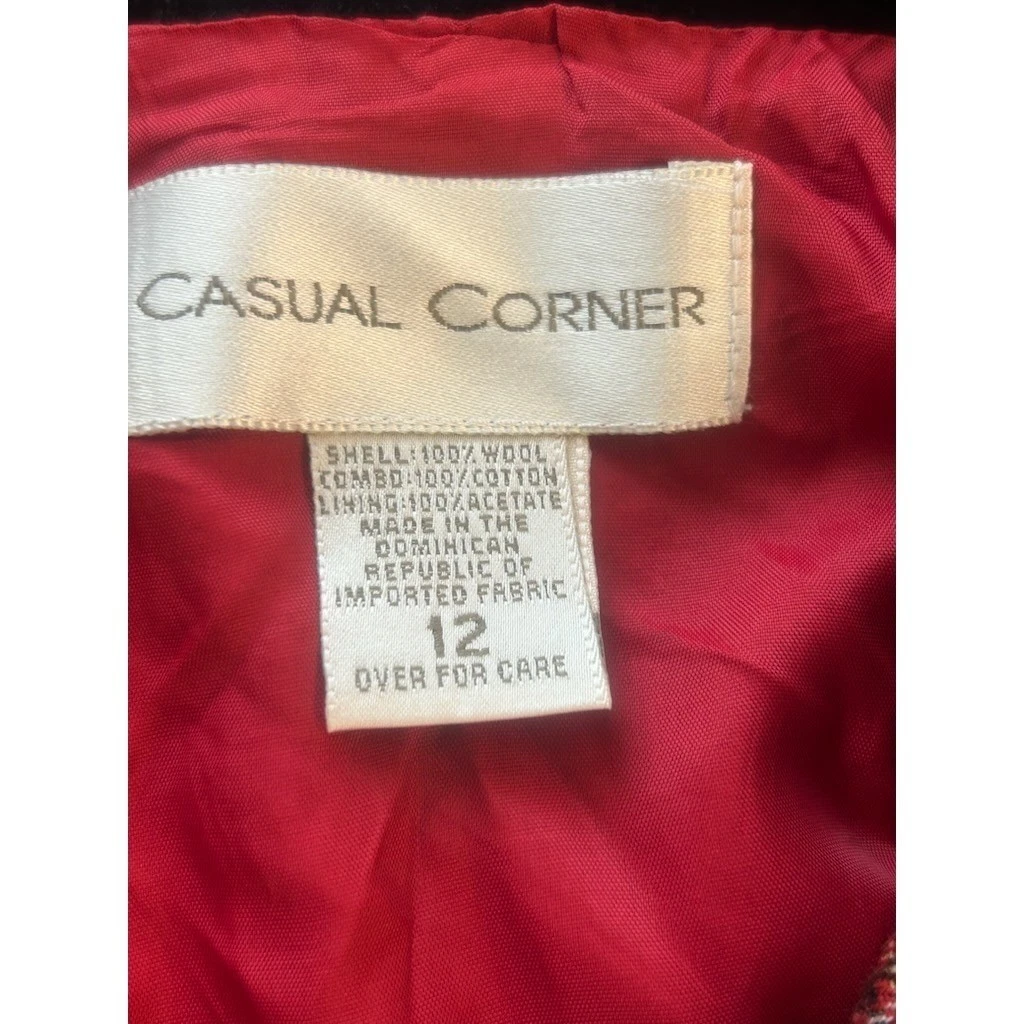 CASUAL CORNER
SHELL:100% WOOL
COMBO:100%COTTON
LINING:100%ACETATE
MADE IN THE
DOMINICAN
REPUBLIC OF
IMPORTED FABRIC
12
OVER FOR CARE